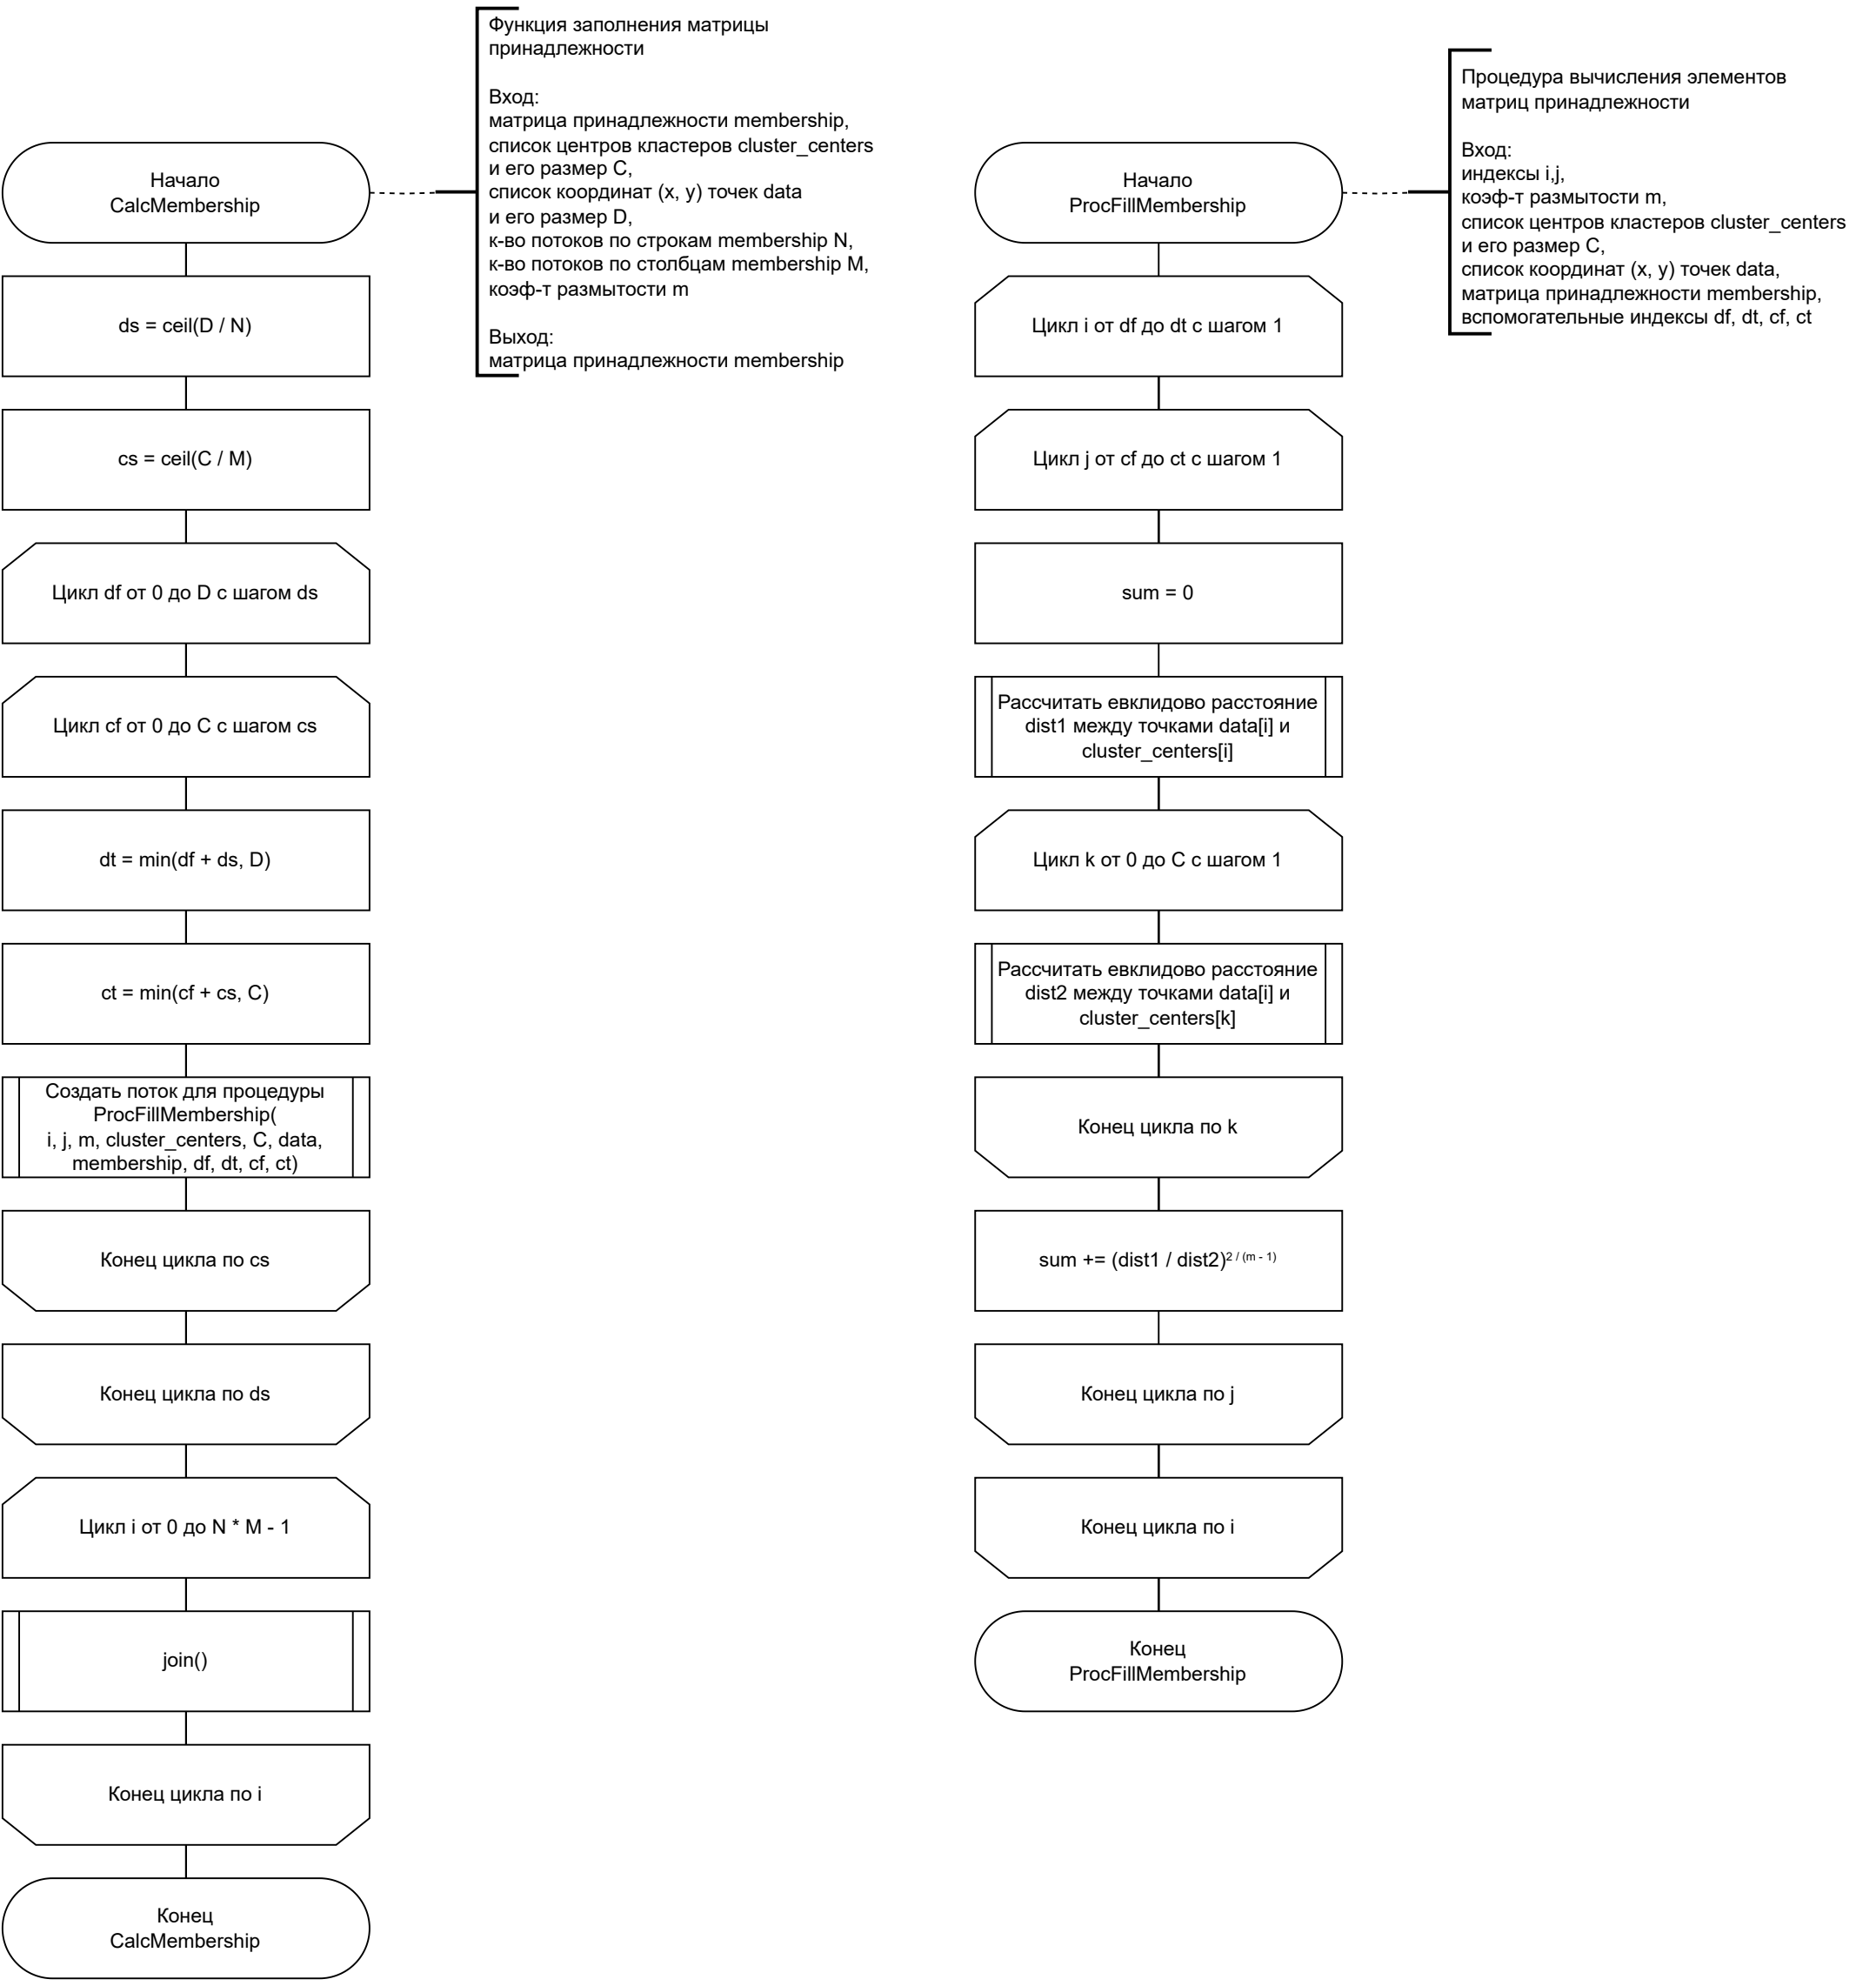 Функция заполнения матрицы
принадлежности
Вход:
матрица принадлежности membership,
список центров кластеров cluster_centers
и его размер C,
список координат (x, y) точек data
и его размер D,
к-во потоков по строкам membership N,
к-во потоков по столбцам membership M,
коэф-т размытости m
Выход:
матрица принадлежности membership
Начало
CalcMembership
ds = ceil(D / N)
cs = ceil(C / M)
Цикл df от 0 до D с шагом ds
Цикл cf от 0 до C с шагом cs
dt = min(df + ds, D)
ct = min(cf + cs, C)
Создать поток для процедуры
ProcFillMembership(
i, j, m, cluster_centers, C, data,
membership, df, dt, cf, ct)
Конец цикла по cs
Конец цикла по ds
Цикл i от 0 до N * M - 1
join()
Конец цикла по i
Конец
CalcMembership
Процедура вычисления элементов
матриц принадлежности
Вход:
индексы i,j,
коэф-т размытости m,
список центров кластеров cluster_centers
и его размер C,
список координат (x, y) точек data,
матрица принадлежности membership,
вспомогательные индексы df, dt, cf, ct
Начало
ProcFillMembership
Цикл i от df до dt с шагом 1
Цикл j от cf до ct с шагом 1
sum = 0
Рассчитать евклидово расстояние
dist1 между точками data[i] и
cluster_centers[i]
Цикл k от 0 до C с шагом 1
Рассчитать евклидово расстояние
dist2 между точками data[i] и
cluster_centers[k]
Конец цикла по k
sum += (dist1 / dist2)2 / (m - 1)
Конец цикла по j
Конец цикла по i
Конец
ProcFillMembership